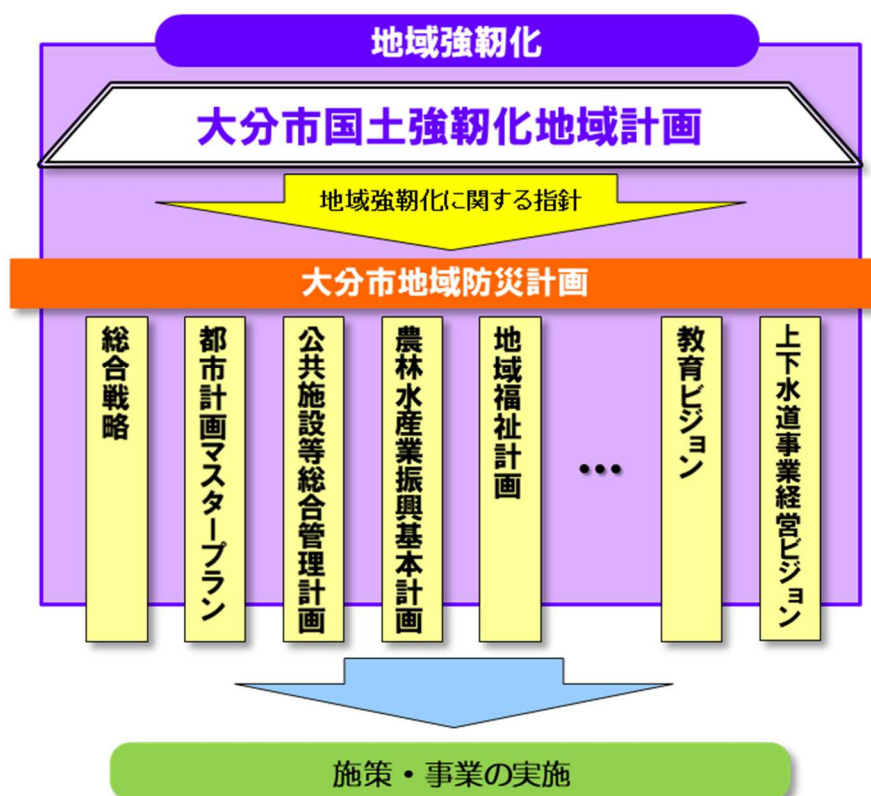 地域強靭化
大分市国土強靭化地域計画
地域強靭化に関する指針
大分市地域防災計画
総合戦略
都市計画マスタープラン
公共施設等総合管理計画
農林水産業振興基本計画
地域福祉計画
•••
教育ビジョン
上下水道事業経営ビジョン
施策・事業の実施